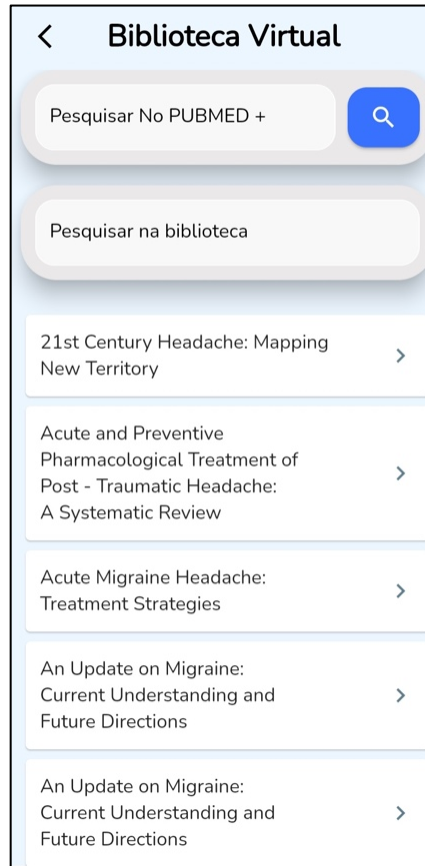 Biblioteca Virtual
Pesquisar No PUBMED +
Pesquisar na biblioteca
21st Century Headache: Mapping
New Territory
Acute and Preventive
Pharmacological Treatment of
Post - Traumatic Headache:
A Systematic Review
Acute Migraine Headache:
Treatment Strategies
An Update on Migraine:
Current Understanding and
Future Directions
An Update on Migraine:
Current Understanding and
Future Directions